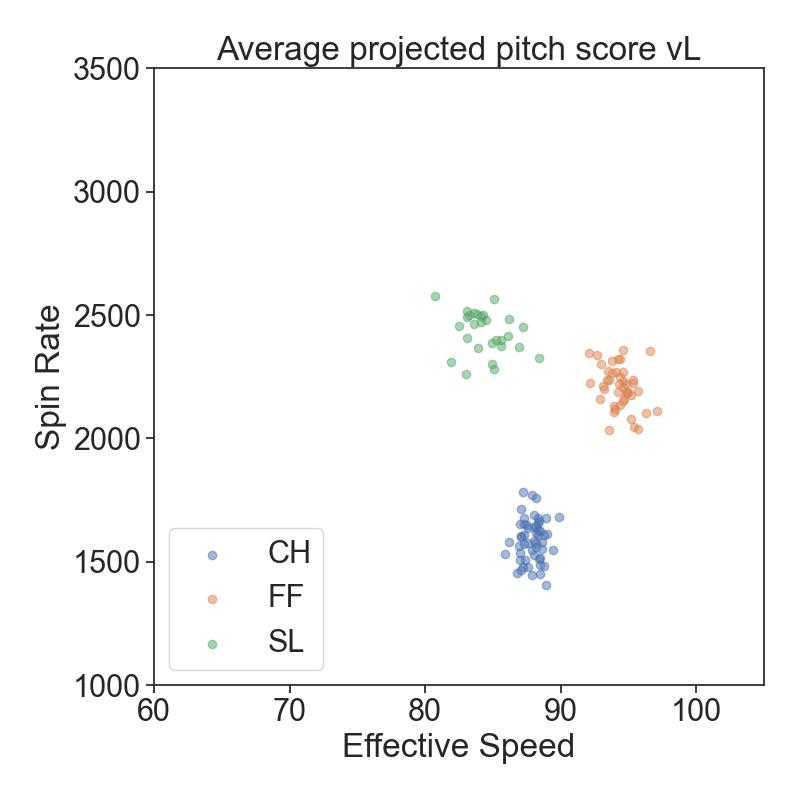 Average projected pitch score vL
3500
3000
2500
2000
1500
1000
Spin Rate
CH
FF
SL
60 70 80 90 100
Effective Speed